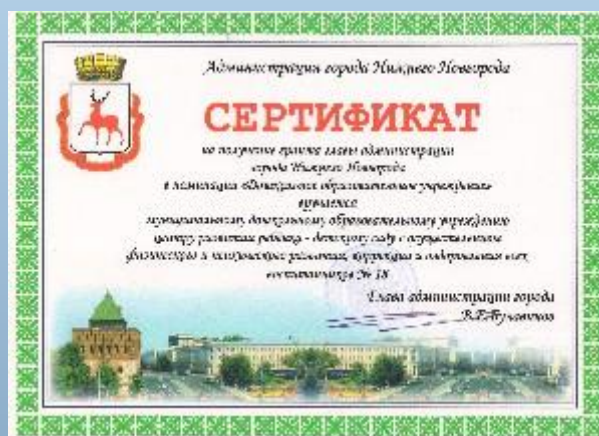 Администрация города Нижнего Новгорода
СЕРТИФИКАТ
на получение гранта главы администрации
города Нижнего Новгорода
в номинации «Дошкольное образовательное учреждение»
вручается
муниципальному дошкольному образовательному учреждению
центру развития ребёнка - детскому саду с осуществлением
физического и психического развития, коррекции и оздоровления всех
воспитанников № 18
Глава администрации города